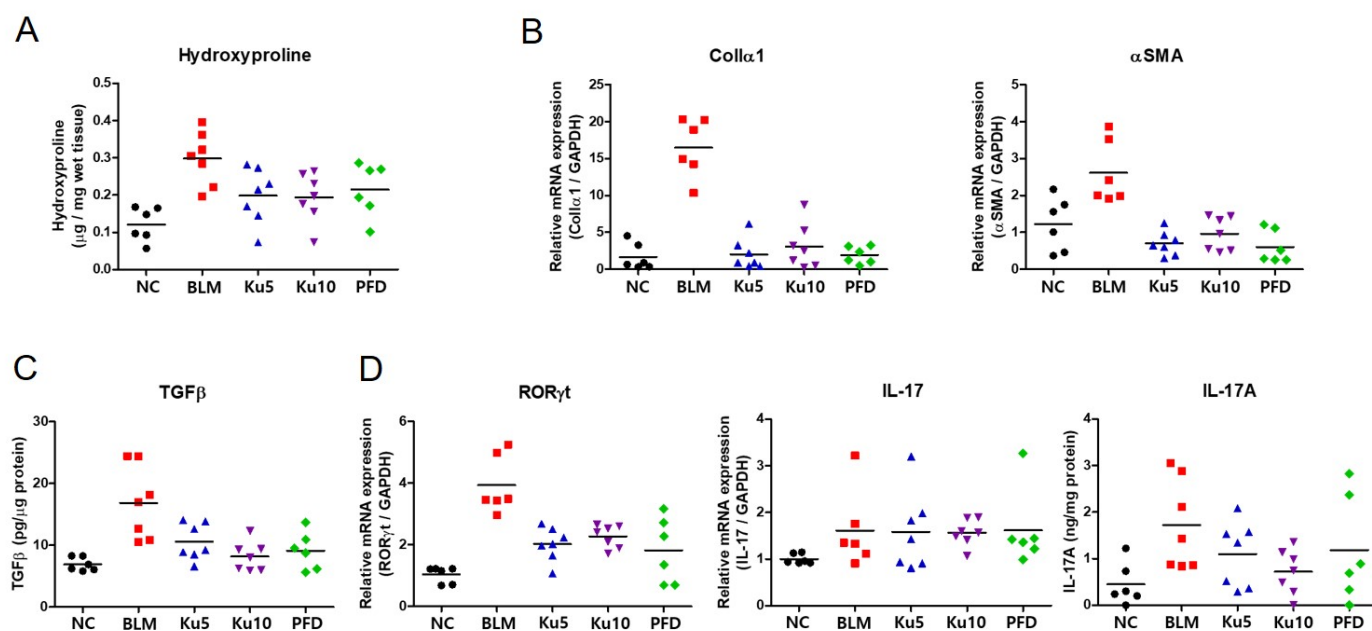 A
Hydroxyproline
Hydroxyproline
(μg / mg wet tissue)
0.5
0.4
0.3
0.2
0.1
0.0
NC BLM Ku5 Ku10 PFD
B
Collα1
Relative mRNA expression
(Collα1 / GAPDH)
25
20
15
10
5
0
NC BLM Ku5 Ku10 PFD
αSMA
Relative mRNA expression
(αSMA / GAPDH)
5
4
3
2
1
0
NC BLM Ku5 Ku10 PFD
C
TGFβ
TGFβ (pg/μg protein)
30
20
10
0
NC BLM Ku5 Ku10 PFD
D
RORγt
Relative mRNA expression
(RORγt / GAPDH)
6
4
2
0
NC BLM Ku5 Ku10 PFD
IL-17
Relative mRNA expression
(IL-17 / GAPDH)
4
3
2
1
0
NC BLM Ku5 Ku10 PFD
IL-17A
IL-17A (ng/mg protein)
4
3
2
1
0
NC BLM Ku5 Ku10 PFD